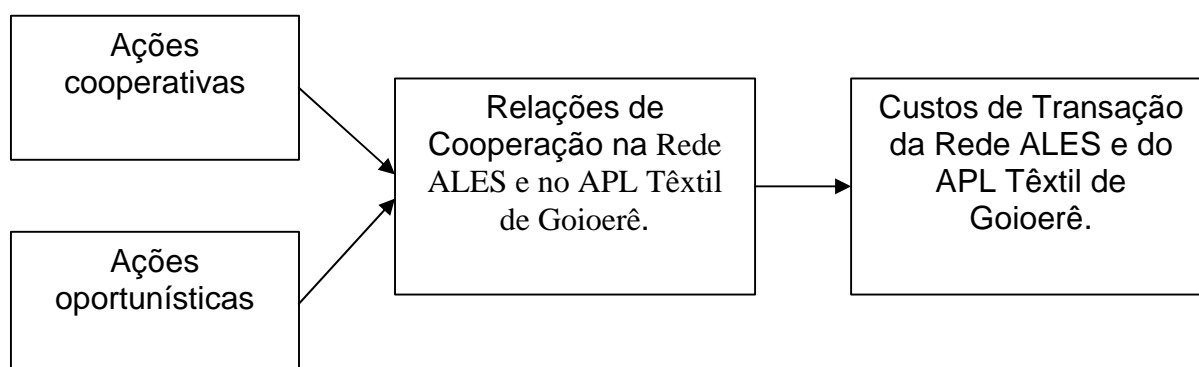 Ações
cooperativas
Ações
oportunísticas
Relações de
Cooperação na Rede
ALES e no APL Têxtil
de Goioerê.
Custos de Transação
da Rede ALES e do
APL Têxtil de
Goioerê.